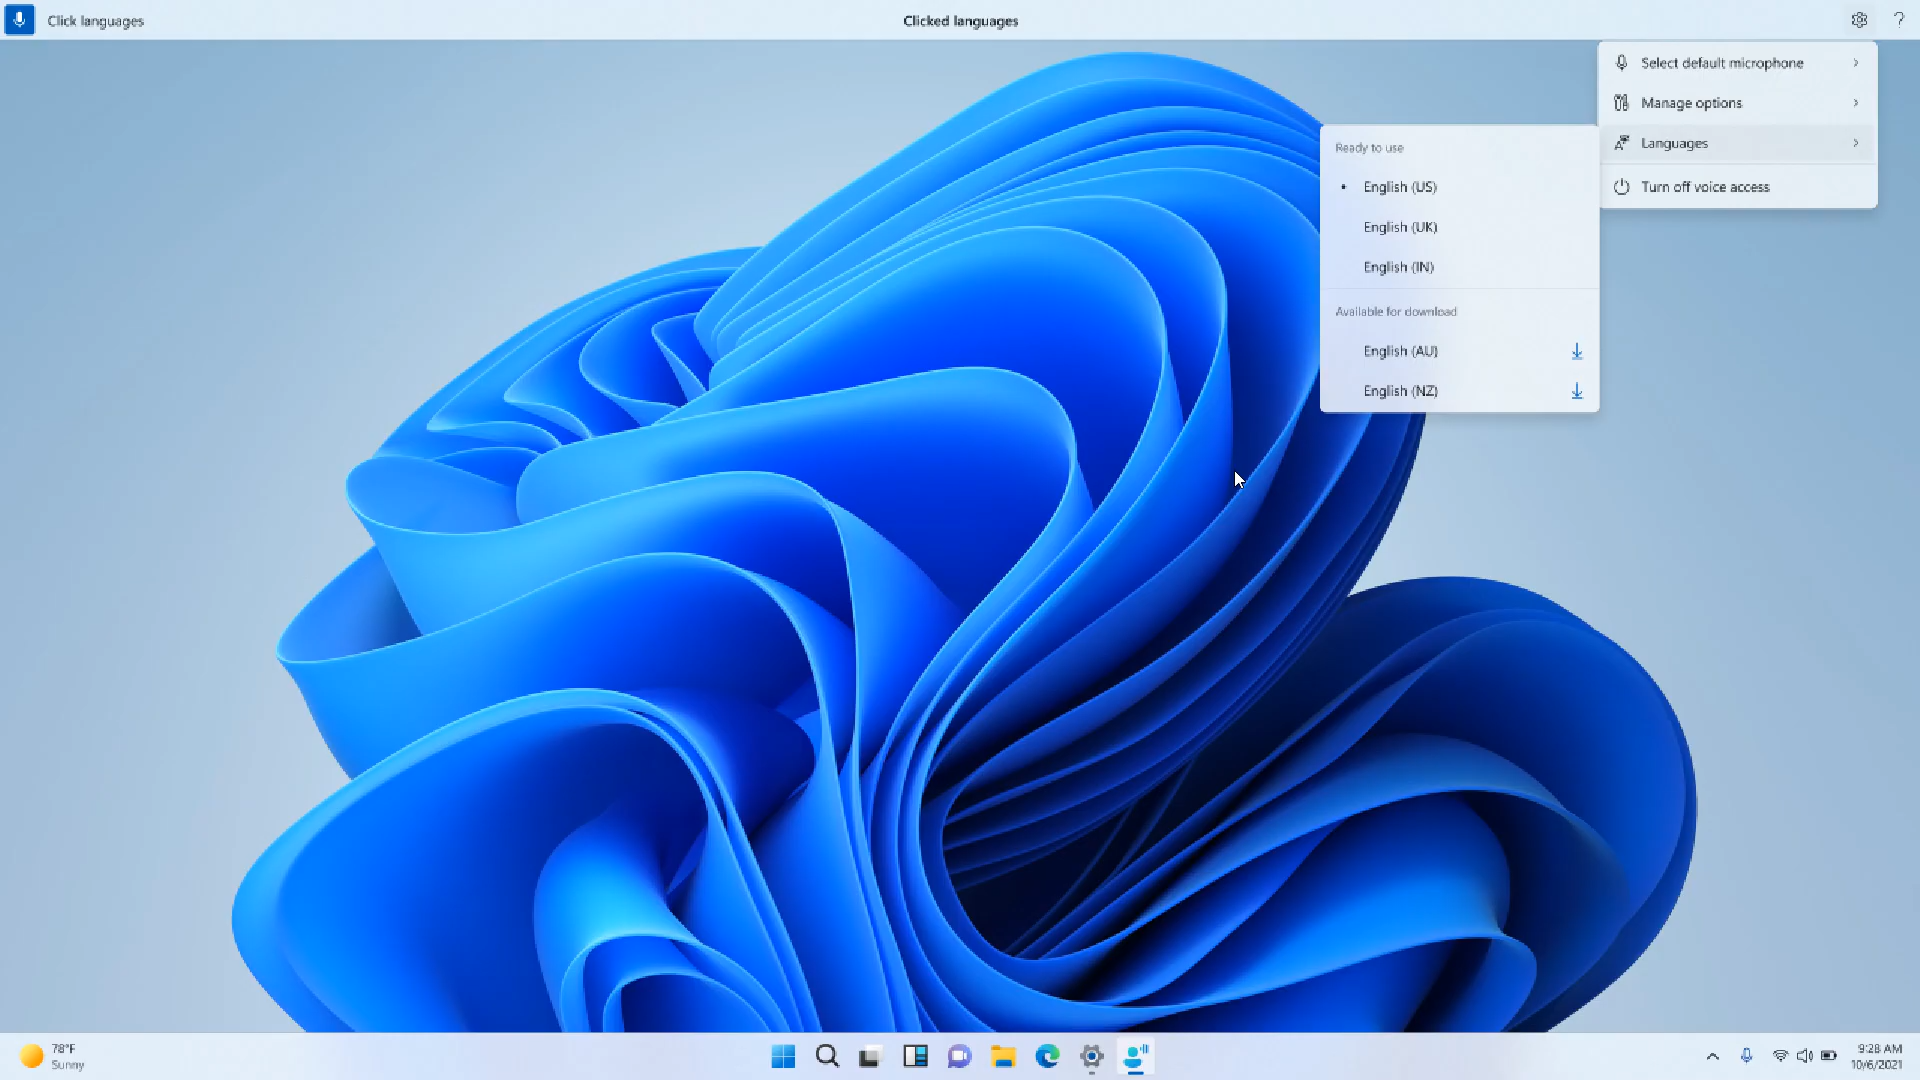 Click languages
Clicked languages
?
Select default microphone
Manage options
Languages
Turn off voice access
Ready to use
• English (US)
English (UK)
English (IN)
Available for download
English (AU)
English (NZ)
78°F
Sunny
9:28 AM
10/6/2021